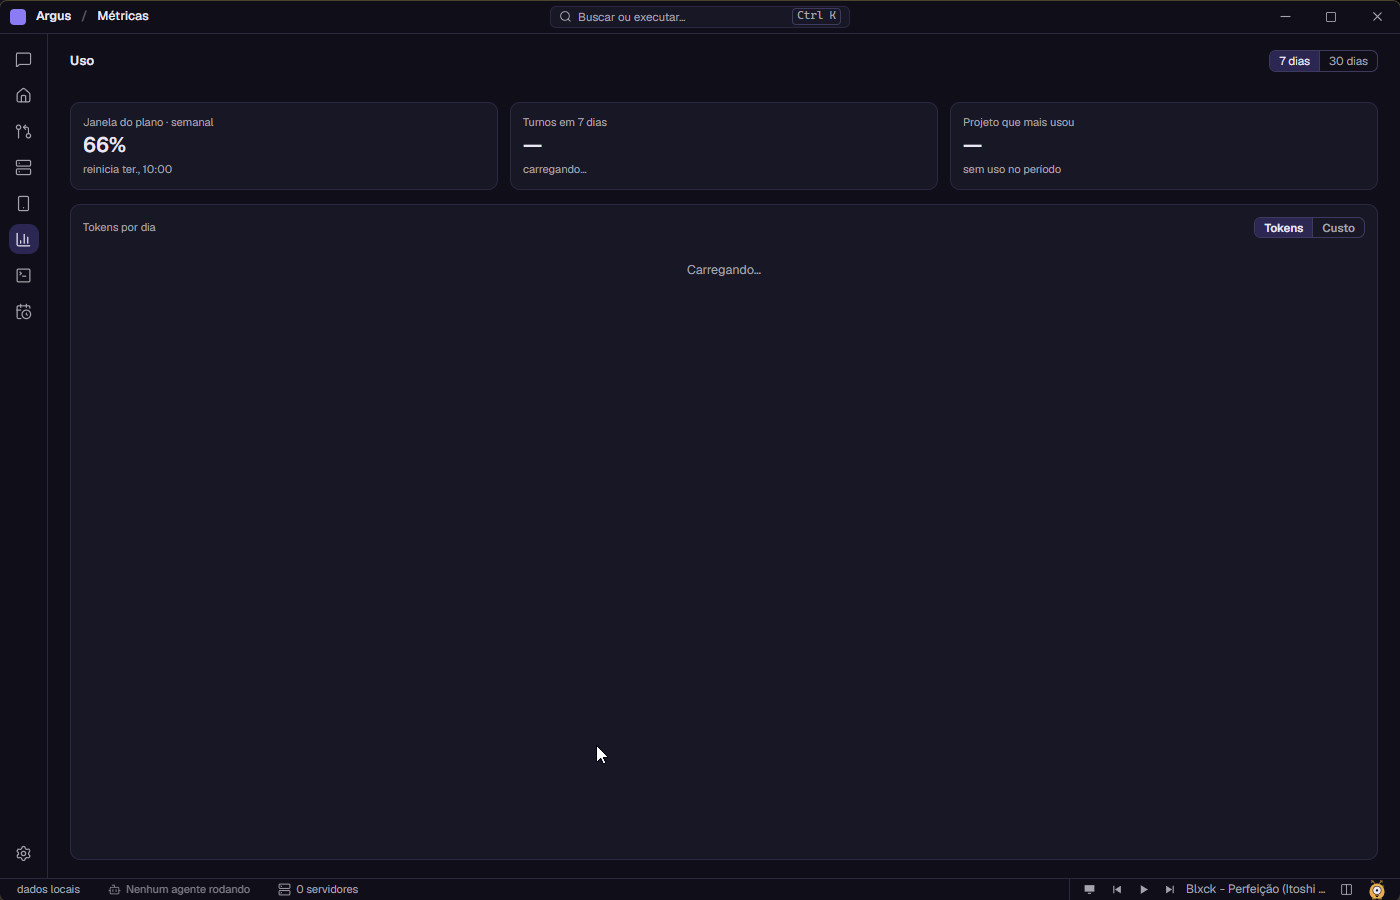 Argus / Métricas
Buscar ou executar... Ctrl K
Uso
7 dias 30 dias
Janela do plano · semanal
66%
reinicia ter., 10:00
Turnos em 7 dias
—
carregando...
Projeto que mais usou
—
sem uso no período
Tokens por dia
Tokens Custo
Carregando...
dados locais Nenhum agente rodando 0 servidores
Blxck - Perfeição (Itoshi ...